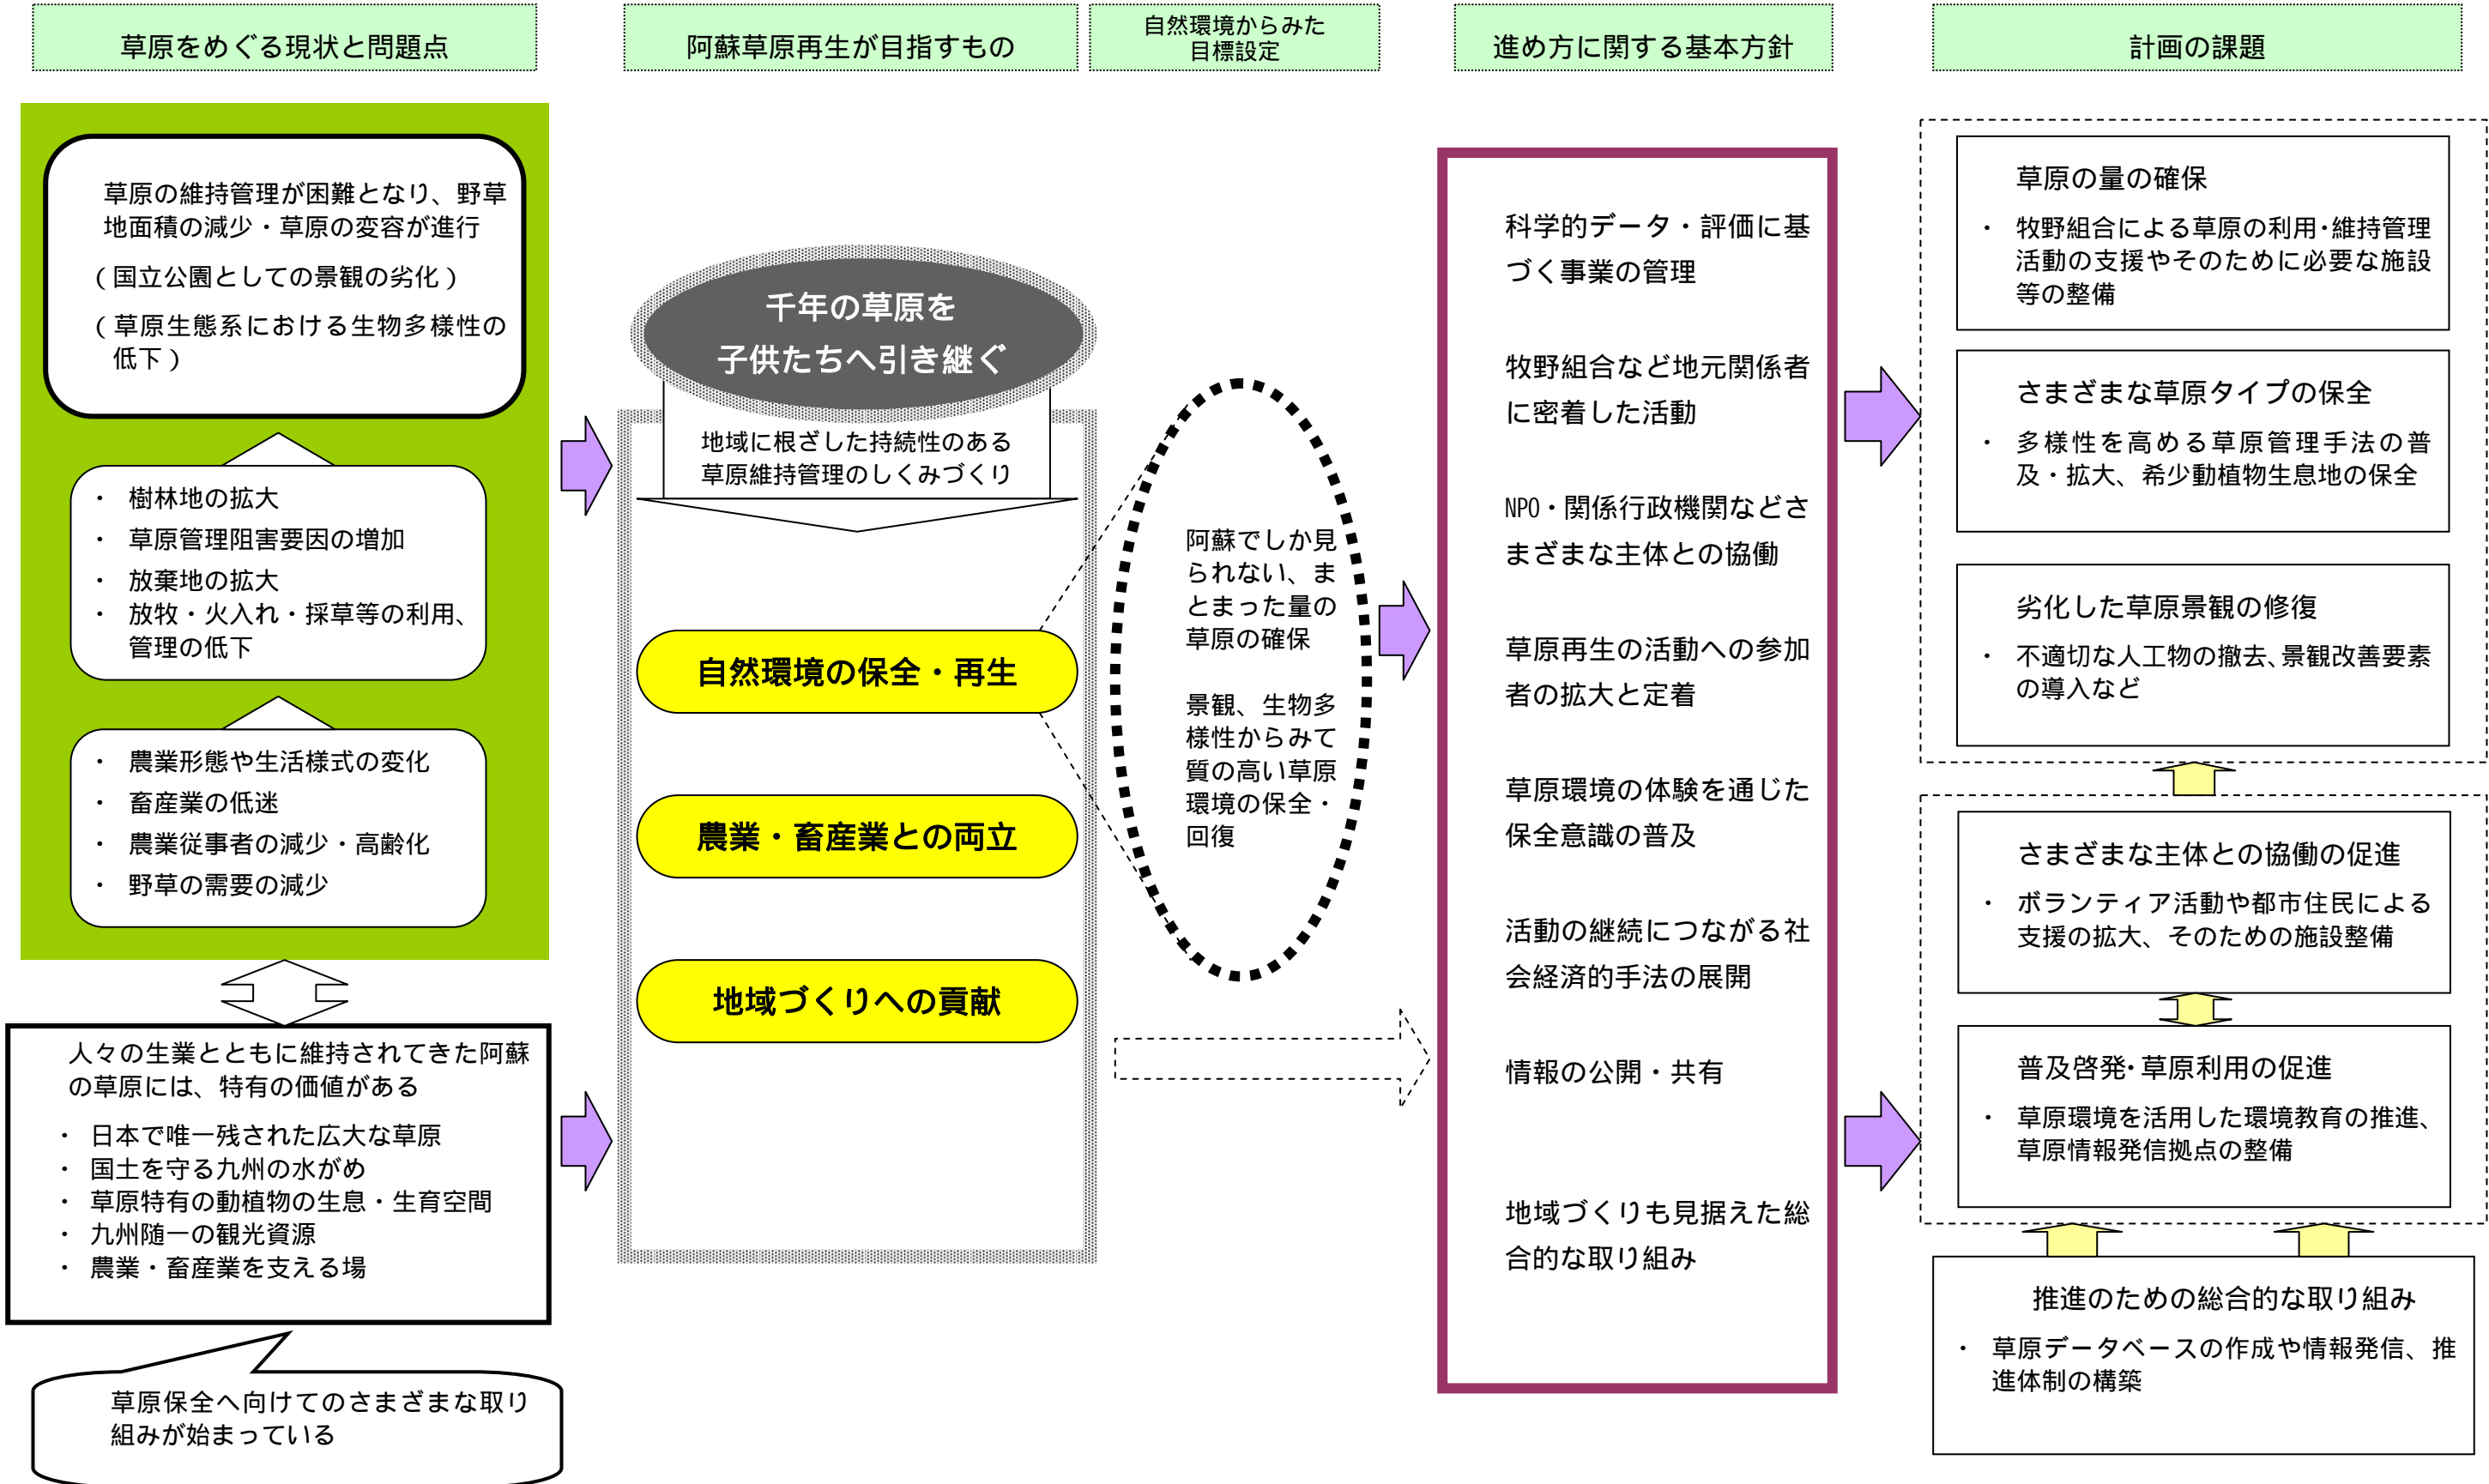 草原をめぐる現状と問題点
阿蘇草原再生が目指すもの
自然環境からみた
目標設定
進め方に関する基本方針
計画の課題
草原の維持管理が困難となり、野草
地面積の減少・草原の変容が進行
(国立公園としての景観の劣化)
(草原生態系における生物多様性の
低下)
・ 樹林地の拡大
・ 草原管理阻害要因の増加
・ 放棄地の拡大
・ 放牧・火入れ・採草等の利用、
管理の低下
・ 農業形態や生活様式の変化
・ 畜産業の低迷
・ 農業従事者の減少・高齢化
・ 野草の需要の減少
人々の生業とともに維持されてきた阿蘇
の草原には、特有の価値がある
・ 日本で唯一残された広大な草原
・ 国土を守る九州の水がめ
・ 草原特有の動植物の生息・生育空間
・ 九州随一の観光資源
・ 農業・畜産業を支える場
草原保全へ向けてのさまざまな取り
組みが始まっている
千年の草原を
子供たちへ引き継ぐ
地域に根ざした持続性のある
草原維持管理のしくみづくり
自然環境の保全・再生
農業・畜産業との両立
地域づくりへの貢献
阿蘇でしか見
られない、ま
とまった量の
草原の確保
景観、生物多
様性からみて
質の高い草原
環境の保全・
回復
科学的データ・評価に基
づく事業の管理
牧野組合など地元関係者
に密着した活動
NPO・関係行政機関などさ
まざまな主体との協働
草原再生の活動への参加
者の拡大と定着
草原環境の体験を通じた
保全意識の普及
活動の継続につながる社
会経済的手法の展開
情報の公開・共有
地域づくりも見据えた総
合的な取り組み
草原の量の確保
・ 牧野組合による草原の利用・維持管理
活動の支援やそのために必要な施設
等の整備
さまざまな草原タイプの保全
・ 多様性を高める草原管理手法の普
及・拡大、希少動植物生息地の保全
劣化した草原景観の修復
・ 不適切な人工物の撤去、景観改善要素
の導入など
さまざまな主体との協働の促進
・ ボランティア活動や都市住民による
支援の拡大、そのための施設整備
普及啓発・草原利用の促進
・ 草原環境を活用した環境教育の推進、
草原情報発信拠点の整備
推進のための総合的な取り組み
・ 草原データベースの作成や情報発信、推
進体制の構築